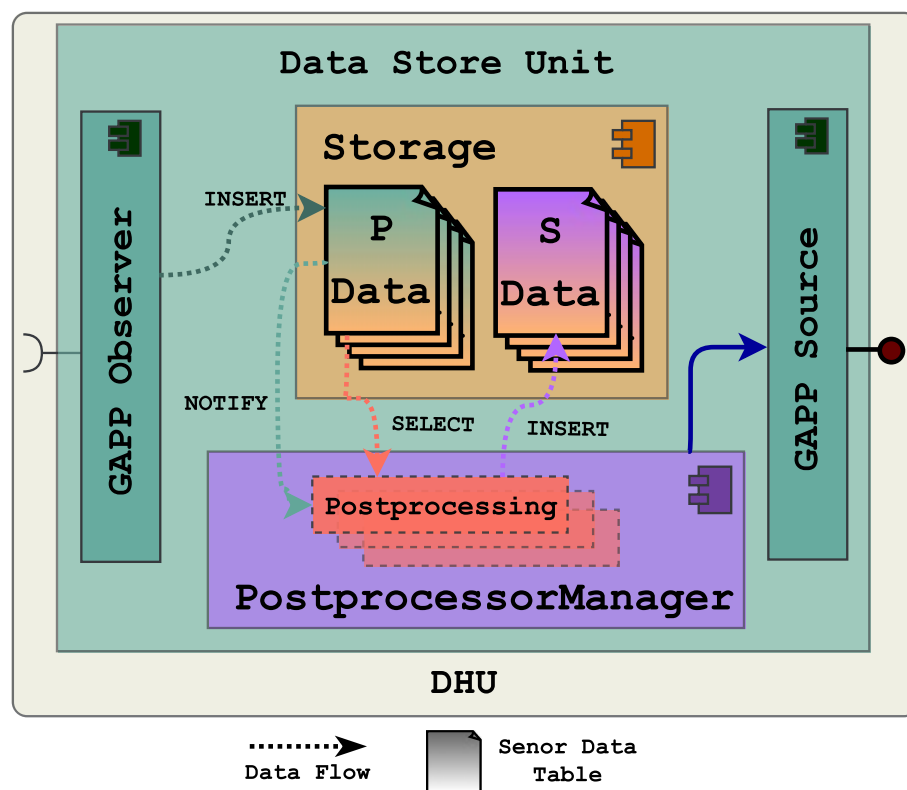 Data Store Unit
Storage
INSERT
P
Data
S
Data
GAPP Observer
GAPP Source
NOTIFY
SELECT
INSERT
Postprocessing
PostprocessorManager
DHU
Data Flow
Senor Data
Table